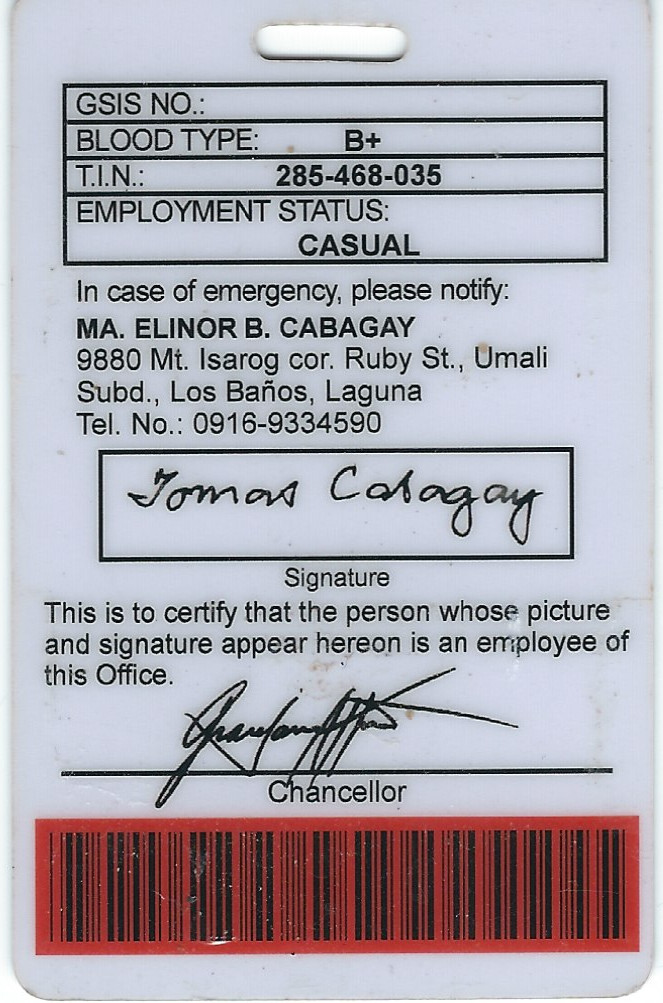 GSIS NO.:
BLOOD TYPE: B+
T.I.N.: 285-468-035
EMPLOYMENT STATUS:
CASUAL
In case of emergency, please notify:
MA. ELINOR B. CABAGAY
9880 Mt. Isarog cor. Ruby St., Umali
Subd., Los Baños, Laguna
Tel. No.: 0916-9334590
Tomas Cabagay
Signature
This is to certify that the person whose picture
and signature appear hereon is an employee of
this Office.
Chancellor